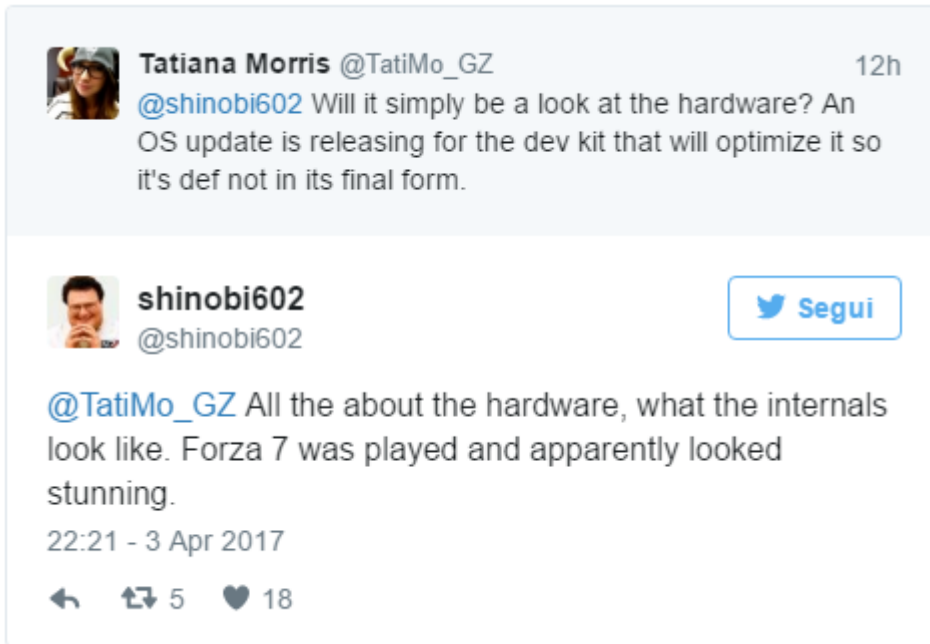 Tatiana Morris @TatiMo_GZ 12h
@shinobi602 Will it simply be a look at the hardware? An
OS update is releasing for the dev kit that will optimize it so
it's def not in its final form.
shinobi602
Segui
@shinobi602
@TatiMo_GZ All the about the hardware, what the internals
look like. Forza 7 was played and apparently looked
stunning.
22:21 - 3 Apr 2017
5 18